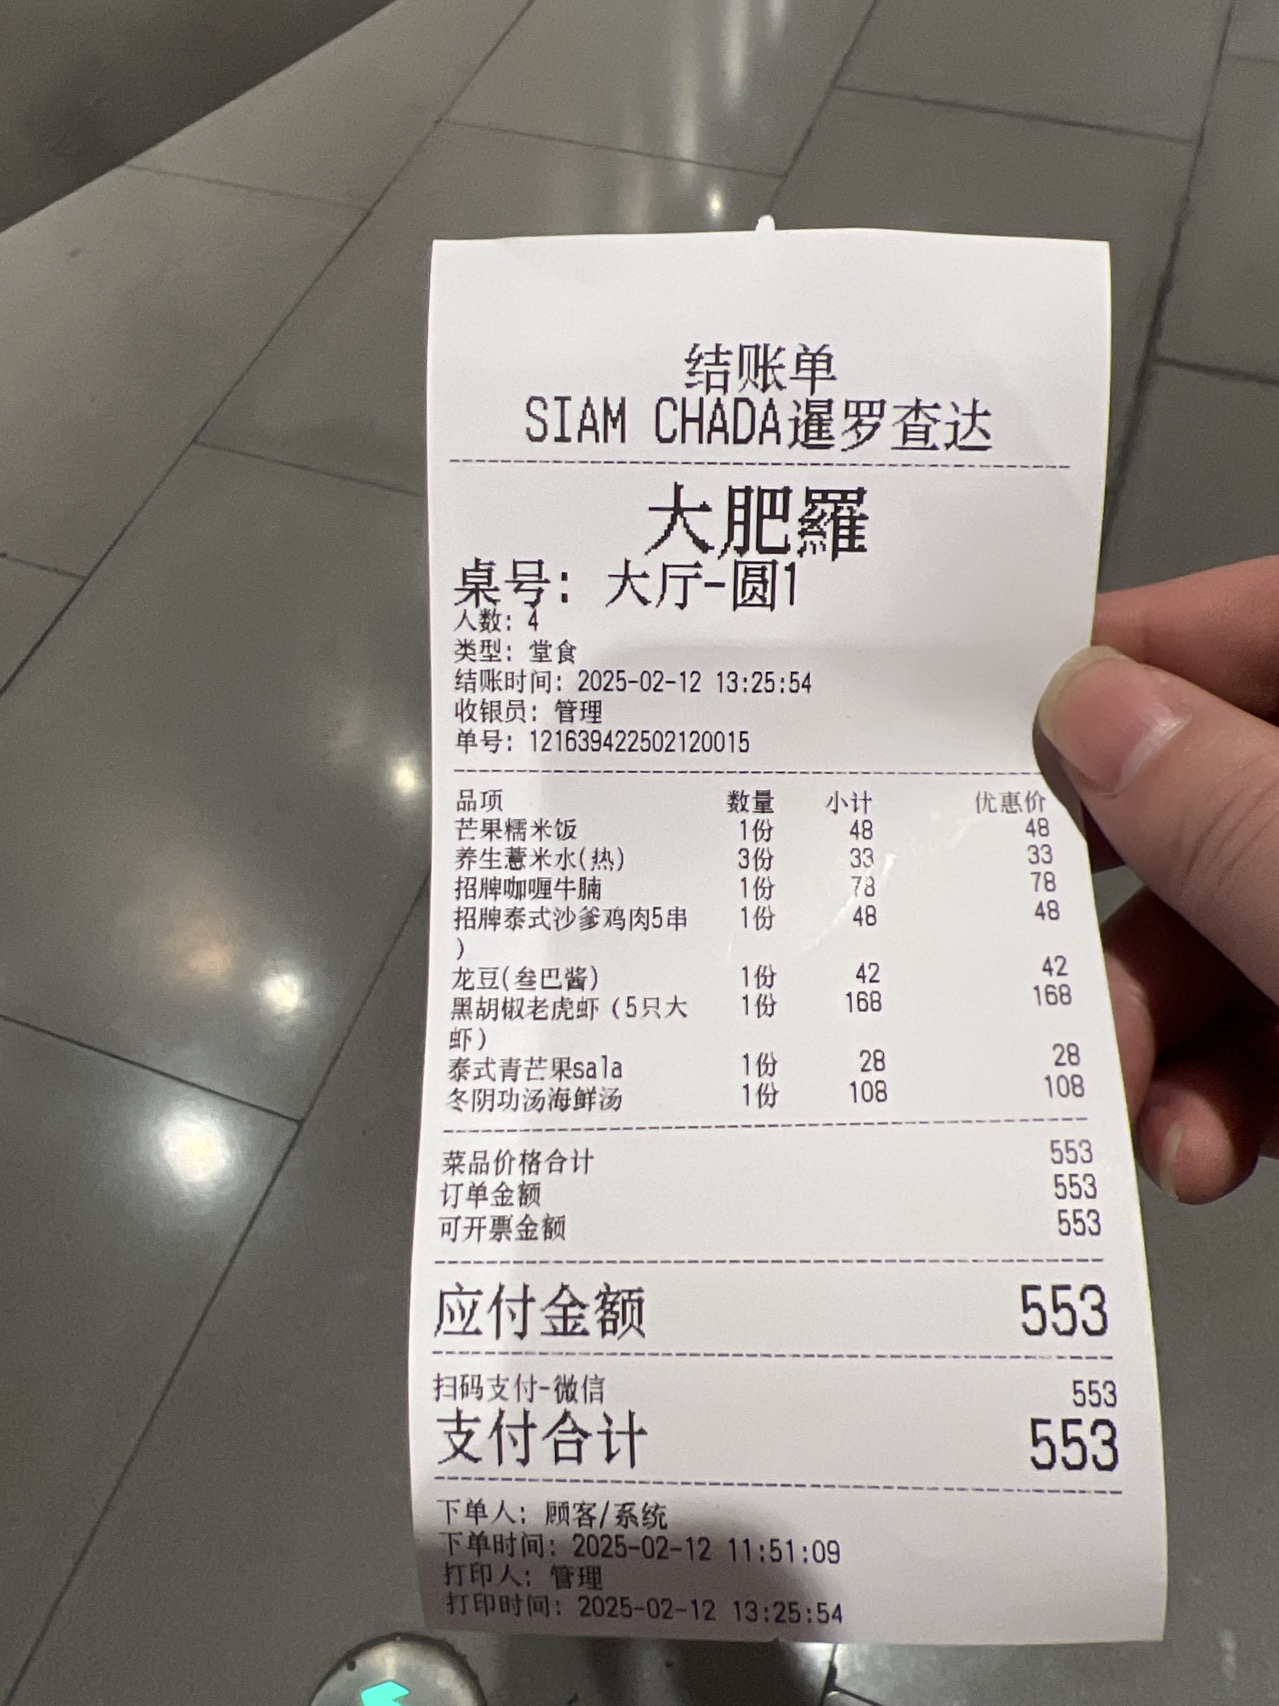 结账单
SIAM CHADA暹罗查达
大肥羅
桌号: 大厅-圆1
人数: 4
类型: 堂食
结账时间: 2025-02-12 13:25:54
收银员: 管理
单号: 121639422502120015
品项 数量 小计 优惠价
芒果糯米饭 1份 48 48
养生薏米水(热) 3份 33 33
招牌咖喱牛腩 1份 78 78
招牌泰式沙爹鸡肉5串 1份 48 48
)
龙豆(叁巴酱) 1份 42 42
黑胡椒老虎虾（5只大 1份 168 168
虾）
泰式青芒果sala 1份 28 28
冬阴功汤海鲜汤 1份 108 108
菜品价格合计 553
订单金额 553
可开票金额 553
应付金额 553
扫码支付-微信 553
支付合计 553
下单人: 顾客/系统
下单时间: 2025-02-12 11:51:09
打印人: 管理
打印时间: 2025-02-12 13:25:54